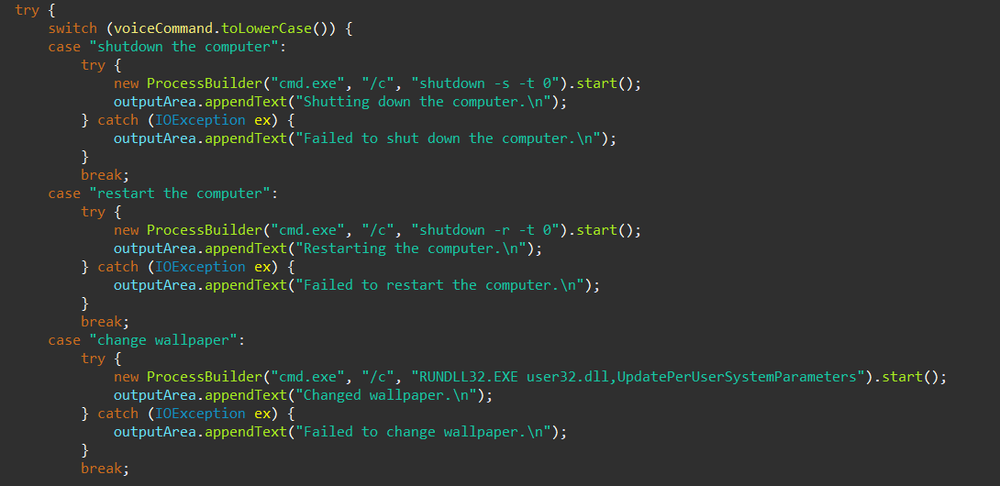 try {
switch (voiceCommand.toLowerCase()) {
case "shutdown the computer":
try {
new ProcessBuilder("cmd.exe", "/c", "shutdown -s -t 0").start();
outputArea.appendText("Shutting down the computer.\n");
} catch (IOException ex) {
outputArea.appendText("Failed to shut down the computer.\n");
}
break;
case "restart the computer":
try {
new ProcessBuilder("cmd.exe", "/c", "shutdown -r -t 0").start();
outputArea.appendText("Restarting the computer.\n");
} catch (IOException ex) {
outputArea.appendText("Failed to restart the computer.\n");
}
break;
case "change wallpaper":
try {
new ProcessBuilder("cmd.exe", "/c", "RUNDLL32.EXE user32.dll,UpdatePerUserSystemParameters").start();
outputArea.appendText("Changed wallpaper.\n");
} catch (IOException ex) {
outputArea.appendText("Failed to change wallpaper.\n");
}
break;